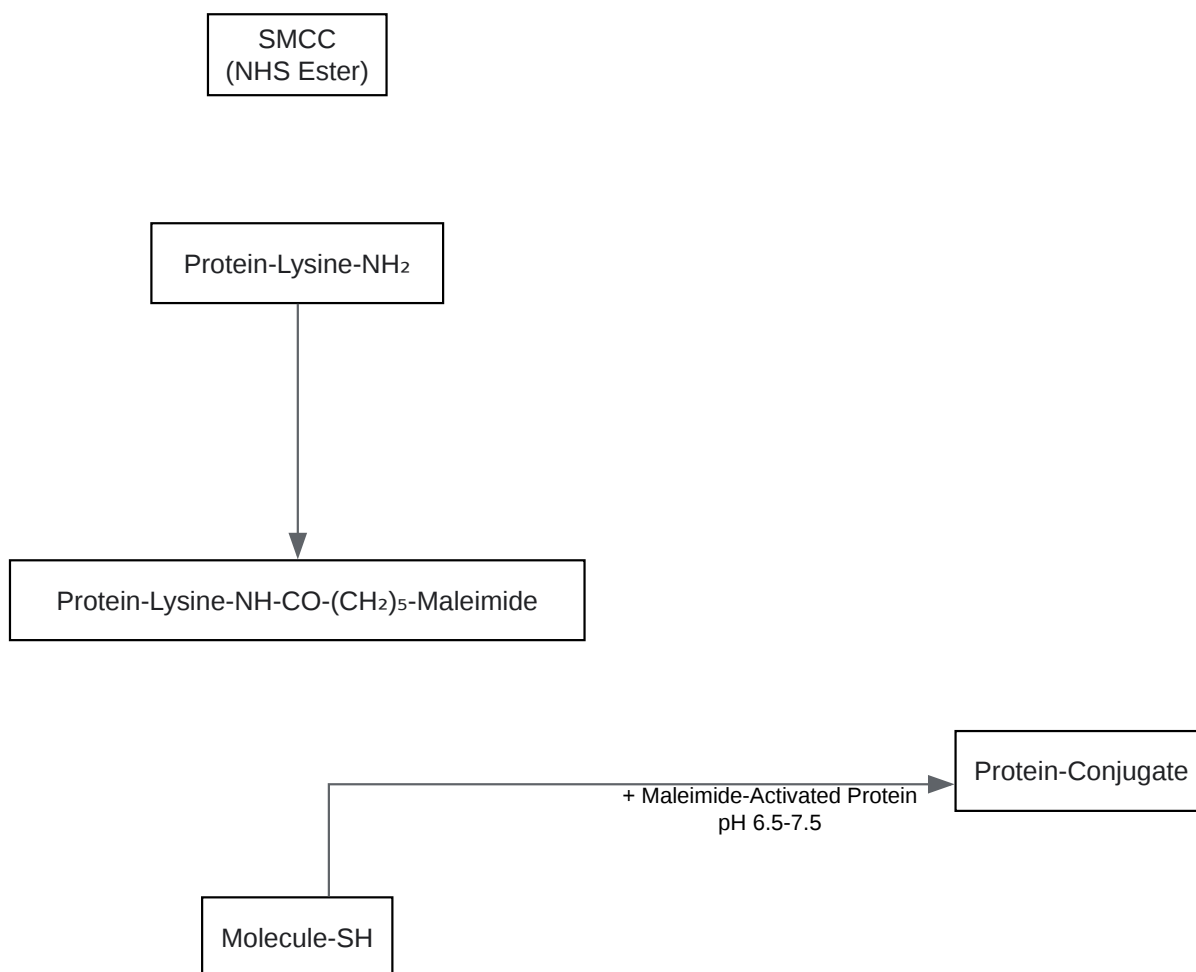 SMCC
(NHS Ester)
Protein-Lysine-NH₂
Protein-Lysine-NH-CO-(CH₂)₅-Maleimide
Protein-Conjugate
+ Maleimide-Activated Protein
pH 6.5-7.5
Molecule-SH